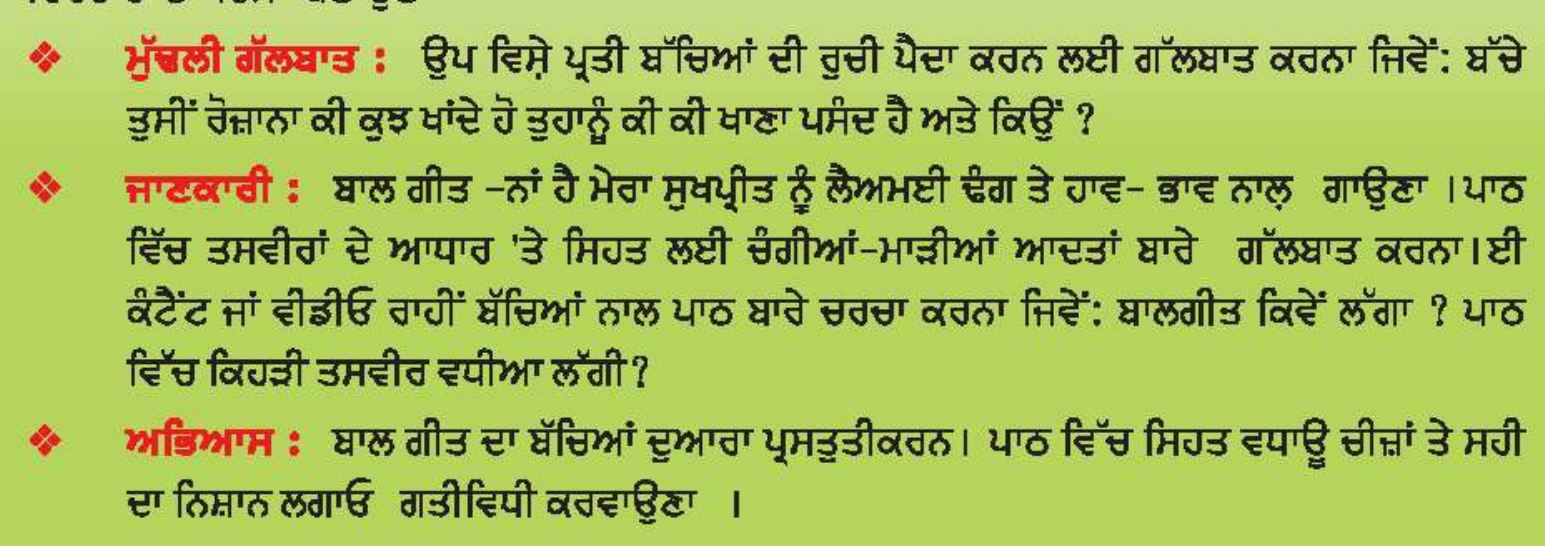 ❖ ਮੁੱਢਲੀ ਗੱਲਬਾਤ : ਉਪ ਵਿਸ਼ੇ ਪ੍ਰਤੀ ਬੱਚਿਆਂ ਦੀ ਰੁਚੀ ਪੈਦਾ ਕਰਨ ਲਈ ਗੱਲਬਾਤ ਕਰਨਾ ਜਿਵੇਂ: ਬੱਚੇ
ਤੁਸੀਂ ਰੋਜ਼ਾਨਾ ਕੀ ਕੁਝ ਖਾਂਦੇ ਹੋ ਤੁਹਾਨੂੰ ਕੀ ਕੀ ਖਾਣਾ ਪਸੰਦ ਹੈ ਅਤੇ ਕਿਉਂ ?
❖ ਜਾਣਕਾਰੀ : ਬਾਲ ਗੀਤ -ਨਾਂ ਹੈ ਮੇਰਾ ਸੁਖਪ੍ਰੀਤ ਨੂੰ ਲੈਅਮਈ ਢੰਗ ਤੇ ਹਾਵ- ਭਾਵ ਨਾਲ਼ ਗਾਉਣਾ ।ਪਾਠ
ਵਿੱਚ ਤਸਵੀਰਾਂ ਦੇ ਆਧਾਰ 'ਤੇ ਸਿਹਤ ਲਈ ਚੰਗੀਆਂ-ਮਾੜੀਆਂ ਆਦਤਾਂ ਬਾਰੇ ਗੱਲਬਾਤ ਕਰਨਾ।ਈ
ਕੰਟੈਂਟ ਜਾਂ ਵੀਡੀਓ ਰਾਹੀਂ ਬੱਚਿਆਂ ਨਾਲ ਪਾਠ ਬਾਰੇ ਚਰਚਾ ਕਰਨਾ ਜਿਵੇਂ: ਬਾਲਗੀਤ ਕਿਵੇਂ ਲੱਗਾ ? ਪਾਠ
ਵਿੱਚ ਕਿਹੜੀ ਤਸਵੀਰ ਵਧੀਆ ਲੱਗੀ?
❖ ਅਭਿਆਸ : ਬਾਲ ਗੀਤ ਦਾ ਬੱਚਿਆਂ ਦੁਆਰਾ ਪ੍ਰਸਤੁਤੀਕਰਨ। ਪਾਠ ਵਿੱਚ ਸਿਹਤ ਵਧਾਊ ਚੀਜ਼ਾਂ ਤੇ ਸਹੀ
ਦਾ ਨਿਸ਼ਾਨ ਲਗਾਓ ਗਤੀਵਿਧੀ ਕਰਵਾਉਣਾ ।